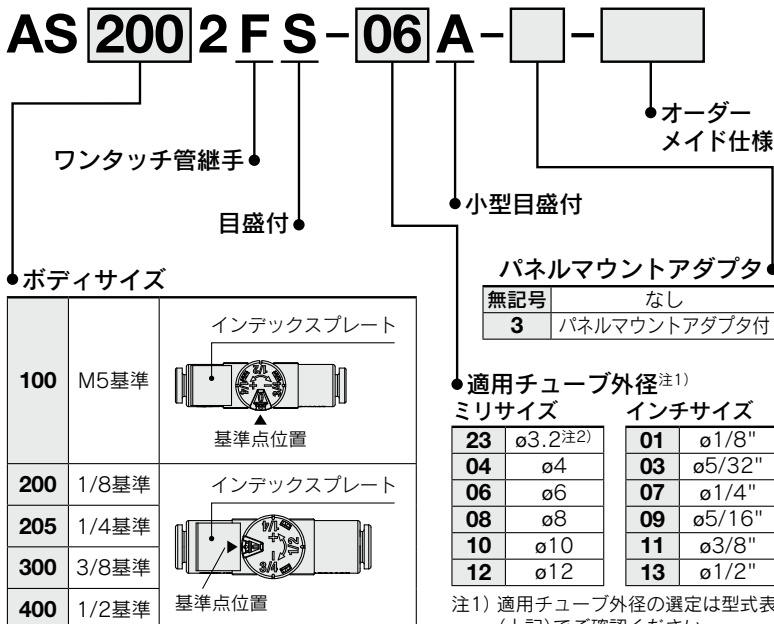 AS 200 2 F S - 06 A - -
オーダー
メイド仕様
ワンタッチ管継手
小型目盛付
目盛付
パネルマウントアダプタ
無記号 なし
3 パネルマウントアダプタ付
ボディサイズ
100 M5基準
インデックスプレート
基準点位置
200 1/8基準
205 1/4基準
300 3/8基準
400 1/2基準
インデックスプレート
1/4
1/2
3/4
基準点位置
適用チューブ外径注1)
ミリサイズ
23 ø3.2注2)
04 ø4
06 ø6
08 ø8
10 ø10
12 ø12
インチサイズ
01 ø1/8"
03 ø5/32"
07 ø1/4"
09 ø5/16"
11 ø3/8"
13 ø1/2"
注1) 適用チューブ外径の選定は型式表